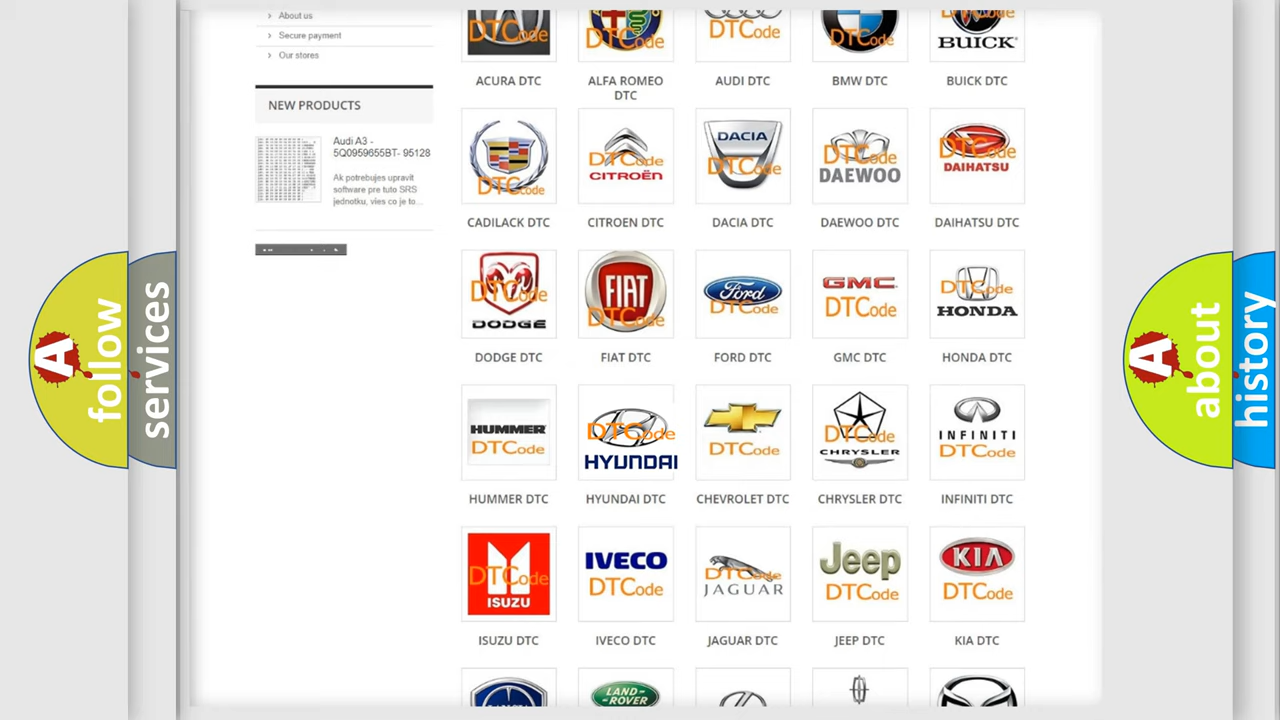 About us
Secure payment
Our stores
NEW PRODUCTS
Audi A3 -
5Q0959655BT- 95128
Ak potrebujes upravit
software pre tuto SRS
jednotku, vies co je to...
DTCode
DTCode
DTCode
DTCode
BUICK
ACURA DTC
ALFA ROMEO
DTC
AUDI DTC
BMW DTC
BUICK DTC
DTCode
DTCode
CITROËN
DACIA
DTCode
DTCode
DAEWOO
DTCode
DAIHATSU
CADILACK DTC
CITROEN DTC
DACIA DTC
DAEWOO DTC
DAIHATSU DTC
DTCode
DODGE
FIAT
DTCode
Ford
DTCode
GMC
DTCode
DTCode
HONDA
DODGE DTC
FIAT DTC
FORD DTC
GMC DTC
HONDA DTC
HUMMER
DTCode
DTCode
HYUNDAI
DTCode
DTCode
CHRYSLER
INFINITI
DTCode
HUMMER DTC
HYUNDAI DTC
CHEVROLET DTC
CHRYSLER DTC
INFINITI DTC
DTCode
ISUZU
IVECO
DTCode
DTCode
JAGUAR
Jeep
DTCode
KIA
DTCode
ISUZU DTC
IVECO DTC
JAGUAR DTC
JEEP DTC
KIA DTC
LAND-
ROVER
A follow
services
A about
history